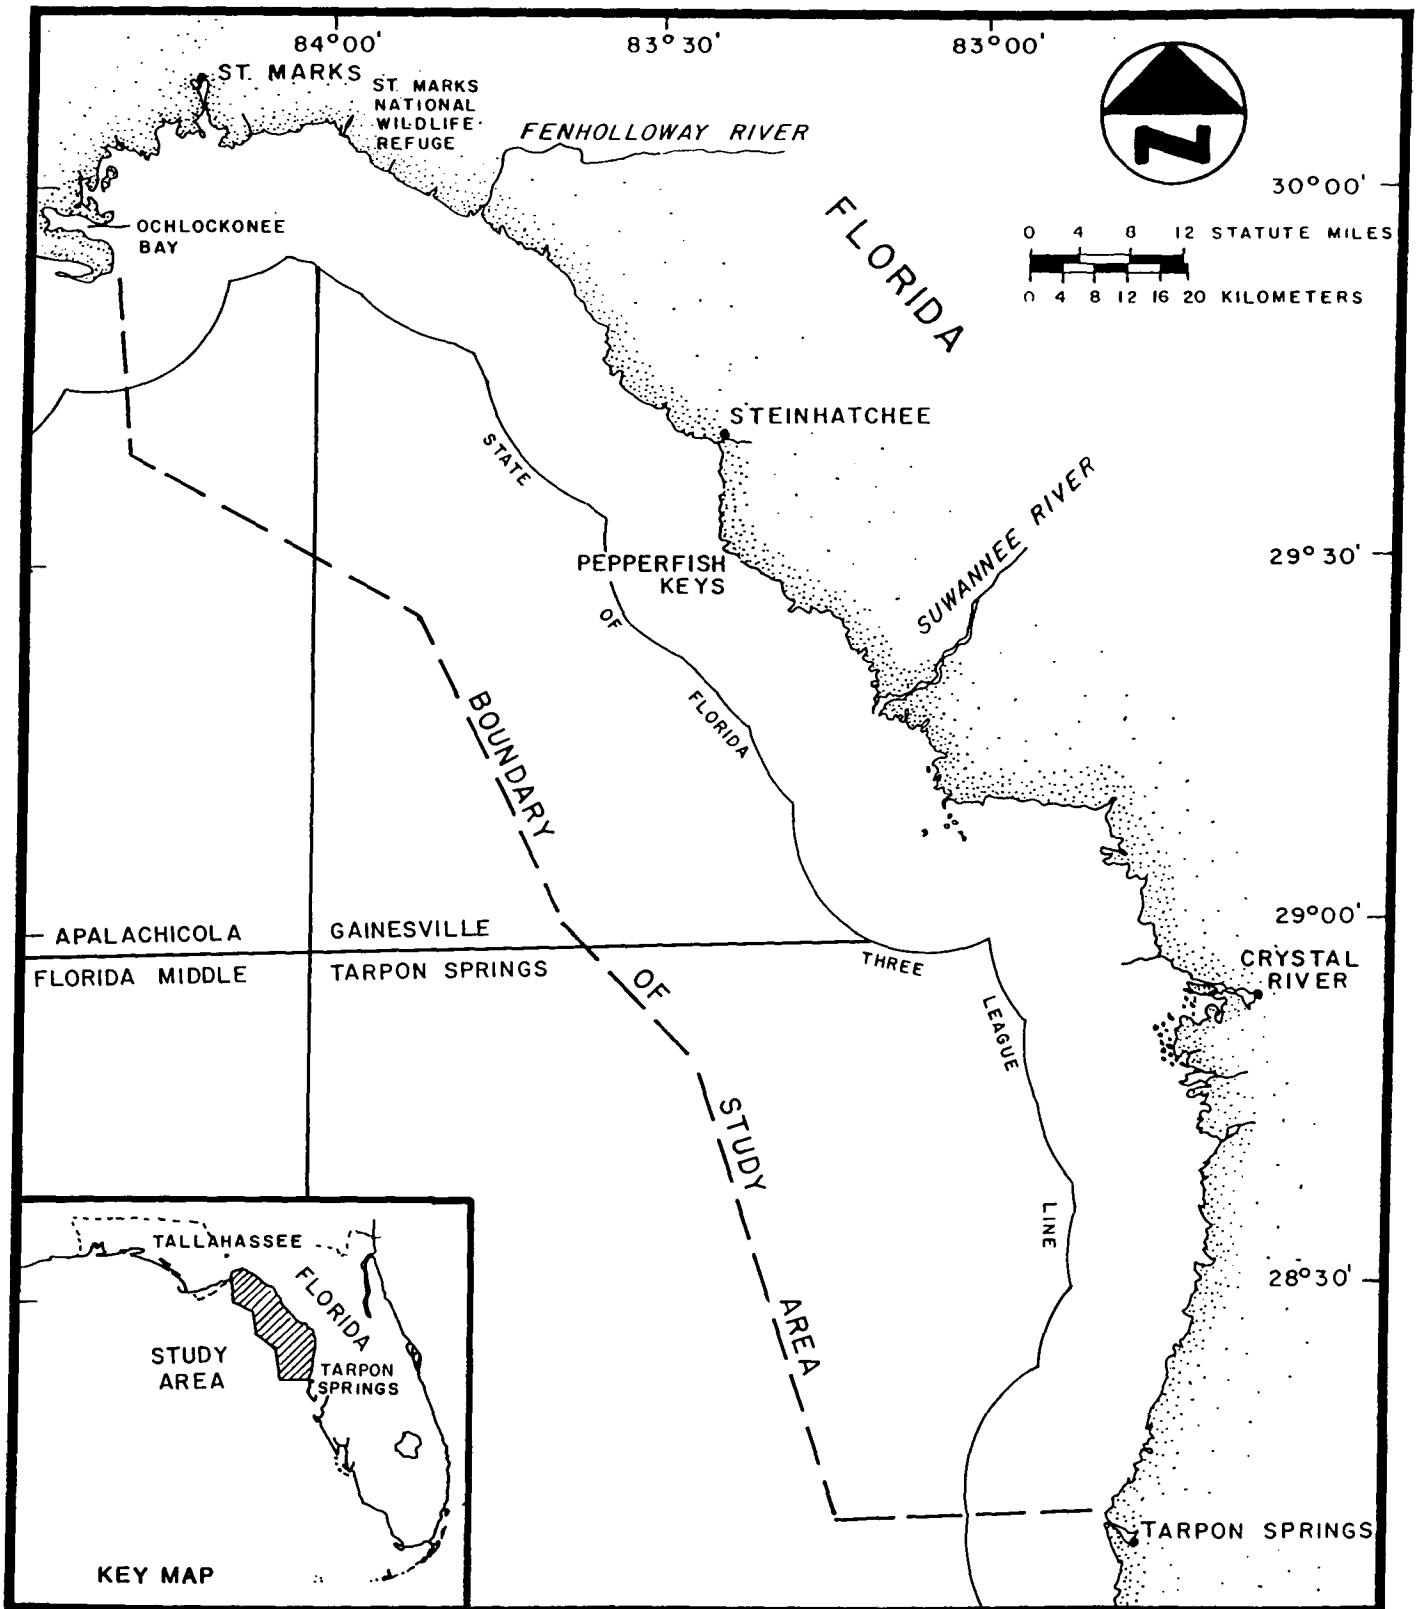 84°00'
83°30'
83°00'
ST. MARKS
ST. MARKS
NATIONAL
WILDLIFE
REFUGE
FENHOLLOWAY RIVER
N
30°00'
OCHLOCKONEE
BAY
FLORIDA
0 4 8 12 STATUTE MILES
0 4 8 12 16 20 KILOMETERS
STEINHATCHEE
STATE
OF
FLORIDA
THREE
LEAGUE
LINE
SUWANNEE RIVER
29°30'
PEPPERFISH
KEYS
BOUNDARY
OF
STUDY
AREA
29°00'
APALACHICOLA
GAINESVILLE
FLORIDA MIDDLE
TARPON SPRINGS
CRYSTAL
RIVER
28°30'
TARPON SPRINGS
TALLAHASSEE
FLORIDA
STUDY
AREA
TARPON
SPRINGS
KEY MAP